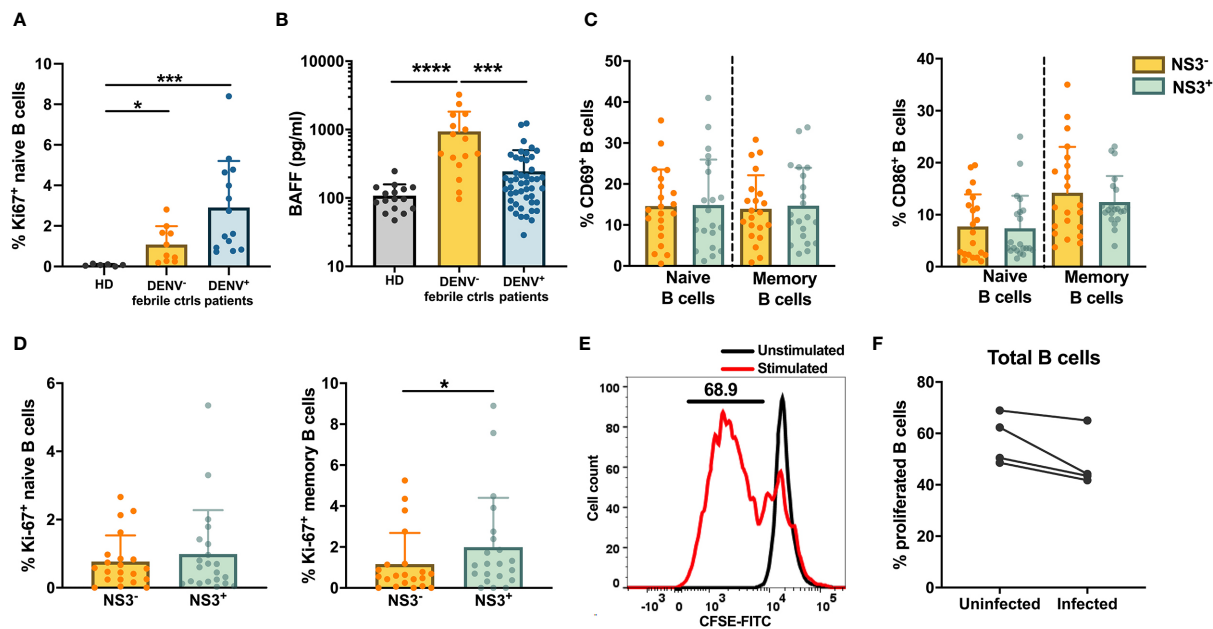 A
% Ki67⁺ naive B cells
10
8
6
4
2
0
*
***
HD
DENV⁻
febrile ctrls
DENV⁺
patients
B
BAFF (pg/ml)
10000
1000
100
10
****
***
HD
DENV⁻
febrile ctrls
DENV⁺
patients
C
% CD69⁺ B cells
50
40
30
20
10
0
Naive
B cells
Memory
B cells
% CD86⁺ B cells
40
30
20
10
0
Naive
B cells
Memory
B cells
NS3⁻
NS3⁺
D
% Ki-67⁺ naive B cells
6
4
2
0
NS3⁻
NS3⁺
% Ki-67⁺ memory B cells
10
8
6
4
2
0
*
NS3⁻
NS3⁺
E
Unstimulated
Stimulated
68.9
Cell count
100
80
60
40
20
0
-10³
0
10³
10⁴
10⁵
CFSE-FITC
F
Total B cells
% proliferated B cells
80
60
40
20
0
Uninfected
Infected